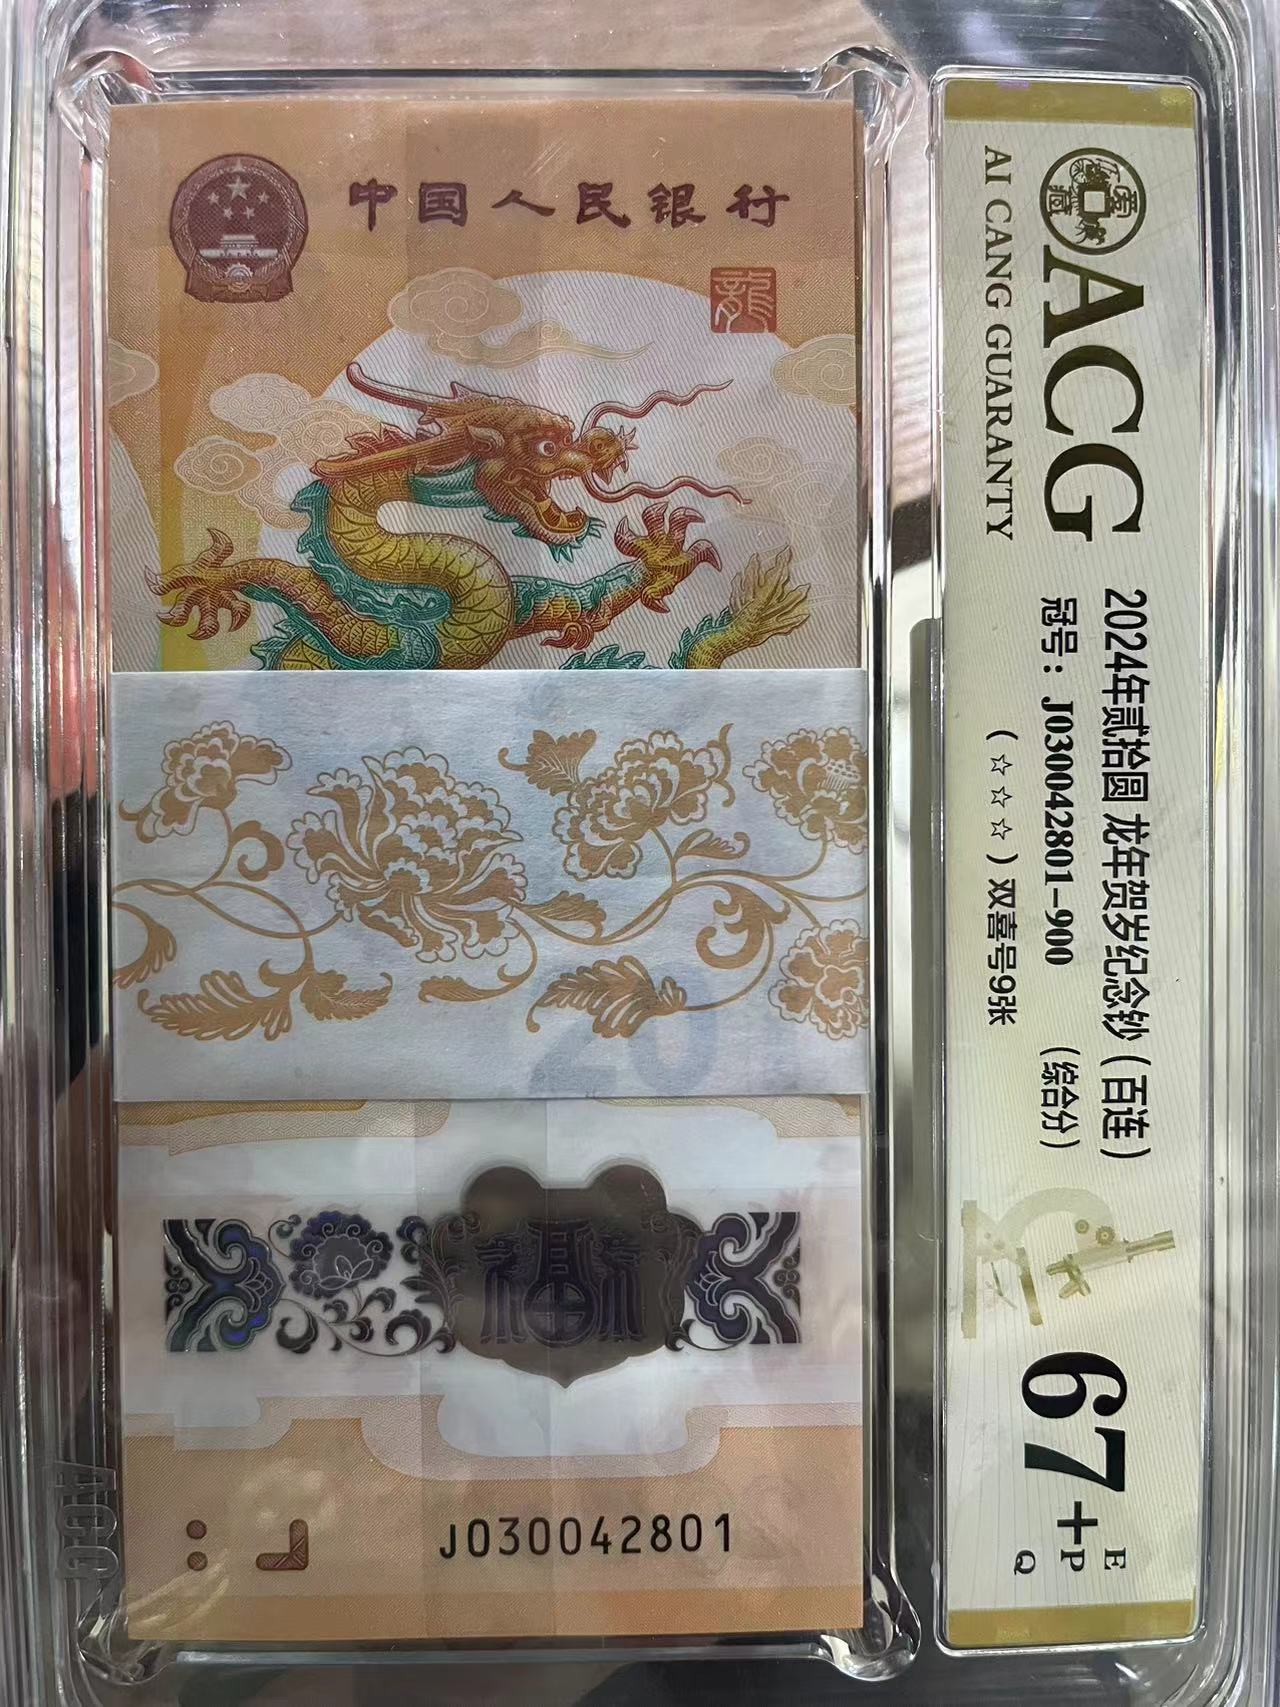 中国人民银行
龍
20
福
J030042801
ACG
ACG
AI CANG GUARANTY
2024年贰拾圆 龙年贺岁纪念钞（百连）
冠号：J030042801-900 （综合分）
（☆☆☆）双喜号9张
67+
E
P
Q